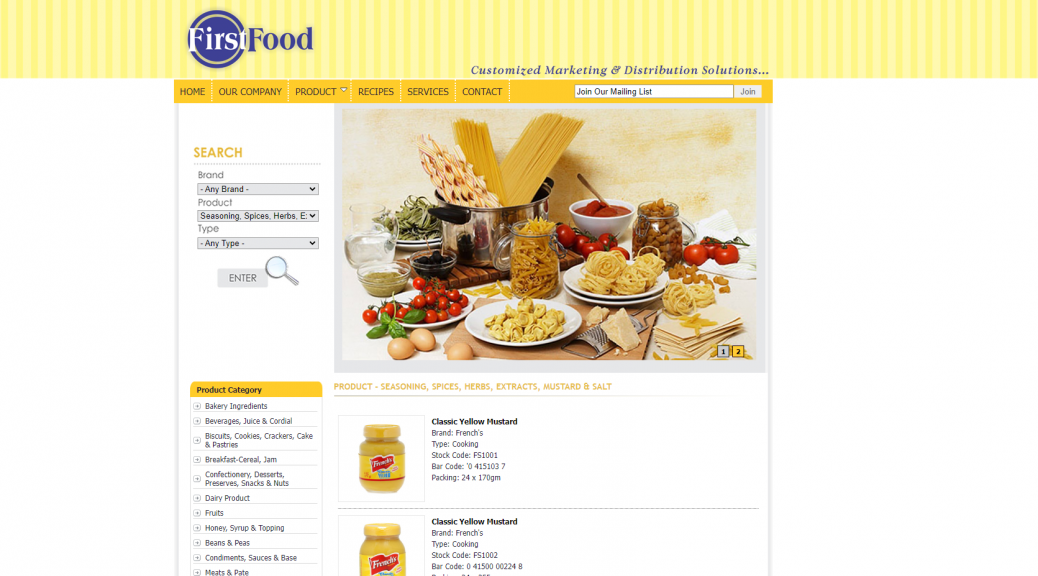 FirstFood
Customized Marketing & Distribution Solutions...
HOME OUR COMPANY PRODUCT RECIPES SERVICES CONTACT Join Our Mailing List Join
SEARCH
Brand
- Any Brand -
Product
Seasoning, Spices, Herbs, E
Type
- Any Type -
ENTER
1 2
Product Category
Bakery Ingredients
Beverages, Juice & Cordial
Biscuits, Cookies, Crackers, Cake
& Pastries
Breakfast-Cereal, Jam
Confectionery, Desserts,
Preserves, Snacks & Nuts
Dairy Product
Fruits
Honey, Syrup & Topping
Beans & Peas
Condiments, Sauces & Base
Meats & Pate
PRODUCT - SEASONING, SPICES, HERBS, EXTRACTS, MUSTARD & SALT
French's
Classic Yellow Mustard
Brand: French's
Type: Cooking
Stock Code: FS1001
Bar Code: '0 415103 7
Packing: 24 x 170gm
French's
Classic Yellow Mustard
Brand: French's
Type: Cooking
Stock Code: FS1002
Bar Code: 0 41500 00224 8